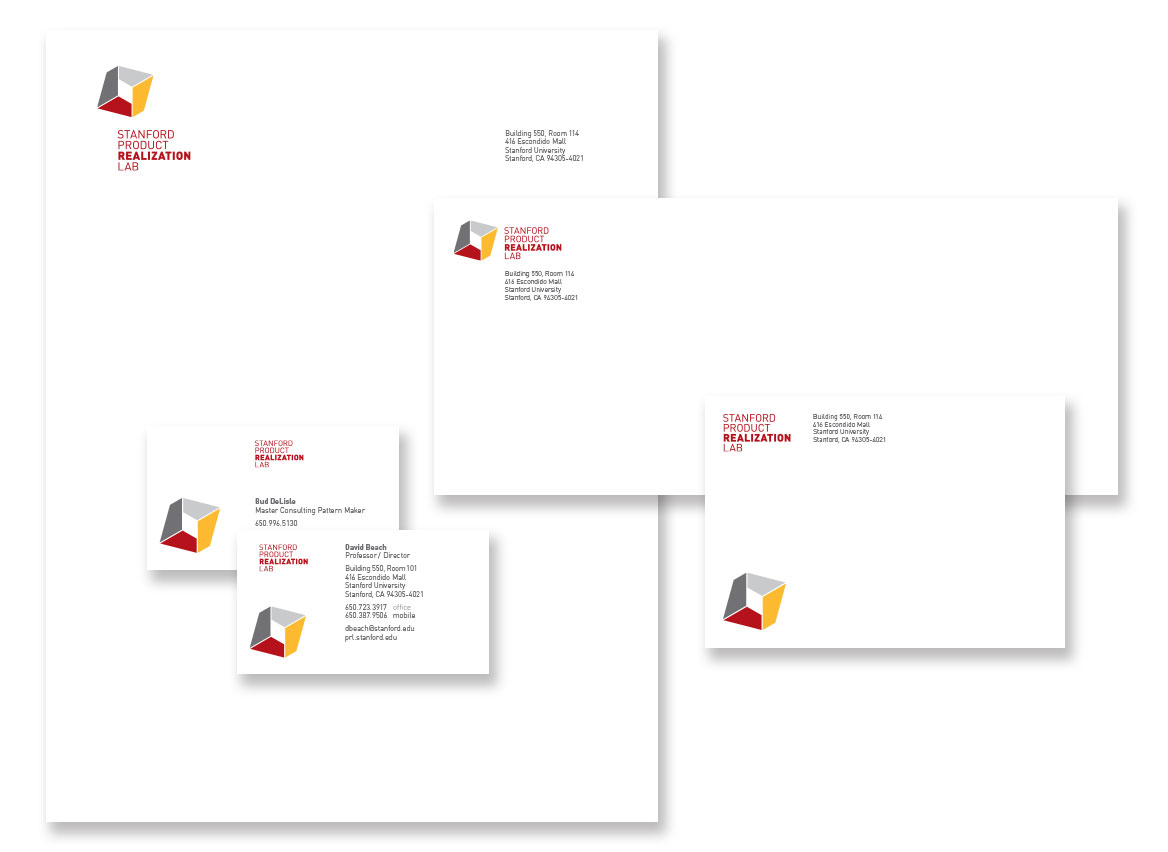 STANFORD
PRODUCT
REALIZATION
LAB
Building 550, Room 114
416 Escondido Mall
Stanford University
Stanford, CA 94305-4021
STANFORD
PRODUCT
REALIZATION
LAB
Building 550, Room 114
416 Escondido Mall
Stanford University
Stanford, CA 94305-4021
STANFORD
PRODUCT
REALIZATION
LAB
Building 550, Room 114
416 Escondido Mall
Stanford University
Stanford, CA 94305-4021
STANFORD
PRODUCT
REALIZATION
LAB
Bud DeLisle
Master Consulting Pattern Maker
650.996.5130
STANFORD
PRODUCT
REALIZATION
LAB
David Beach
Professor / Director
Building 550, Room 101
416 Escondido Mall
Stanford University
Stanford, CA 94305-4021
650.723.3917 office
650.387.9506 mobile
dbeach@stanford.edu
prl.stanford.edu